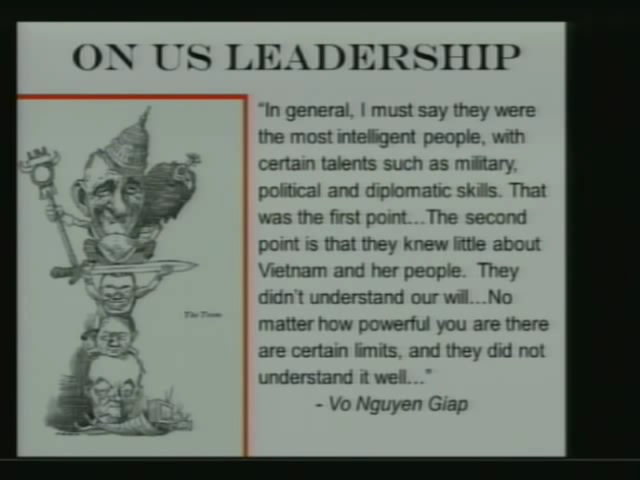 ON US LEADERSHIP
“In general, I must say they were
the most intelligent people, with
certain talents such as military,
political and diplomatic skills. That
was the first point...The second
point is that they knew little about
Vietnam and her people. They
didn’t understand our will...No
matter how powerful you are there
are certain limits, and they did not
understand it well...”
- Vo Nguyen Giap
The Team